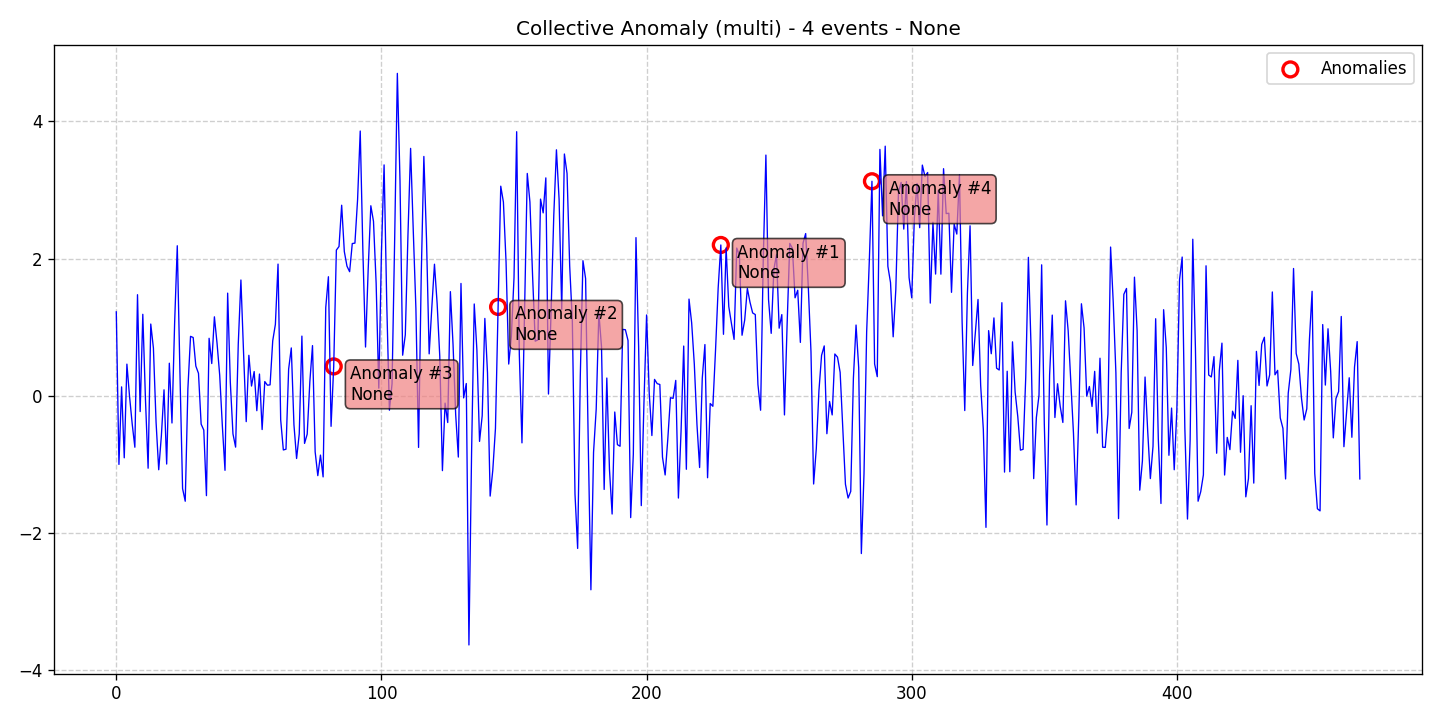 Collective Anomaly (multi) - 4 events - None
Anomalies
4
2
0
−2
−4
Anomaly #4
None
Anomaly #1
None
Anomaly #2
None
Anomaly #3
None
0
100
200
300
400